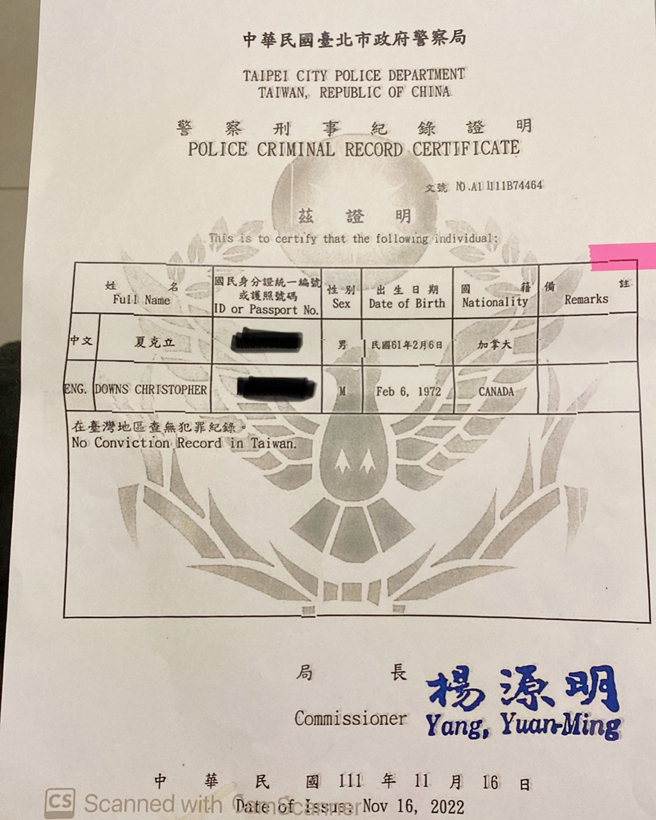 中華民國臺北市政府警察局
TAIPEI CITY POLICE DEPARTMENT
TAIWAN, REPUBLIC OF CHINA
警察刑事紀錄證明
POLICE CRIMINAL RECORD CERTIFICATE
文號 NO.A11111B74464
茲證明
This is to certify that the following individual:
姓名
Full Name
國民身分證統一編號
或護照號碼
ID or Passport No.
性別
Sex
出生日期
Date of Birth
國籍
Nationality
備註
Remarks
中文 夏克立 男 民國61年2月6日 加拿大
ENG. DOWNS CHRISTOPHER M Feb 6, 1972 CANADA
在臺灣地區查無犯罪紀錄。
No Conviction Record in Taiwan.
局長 楊源明
Commissioner Yang, Yuan-Ming
中華民國 111 年 11 月 16 日
Date of Issue: Nov 16, 2022
CS Scanned with CamScanner